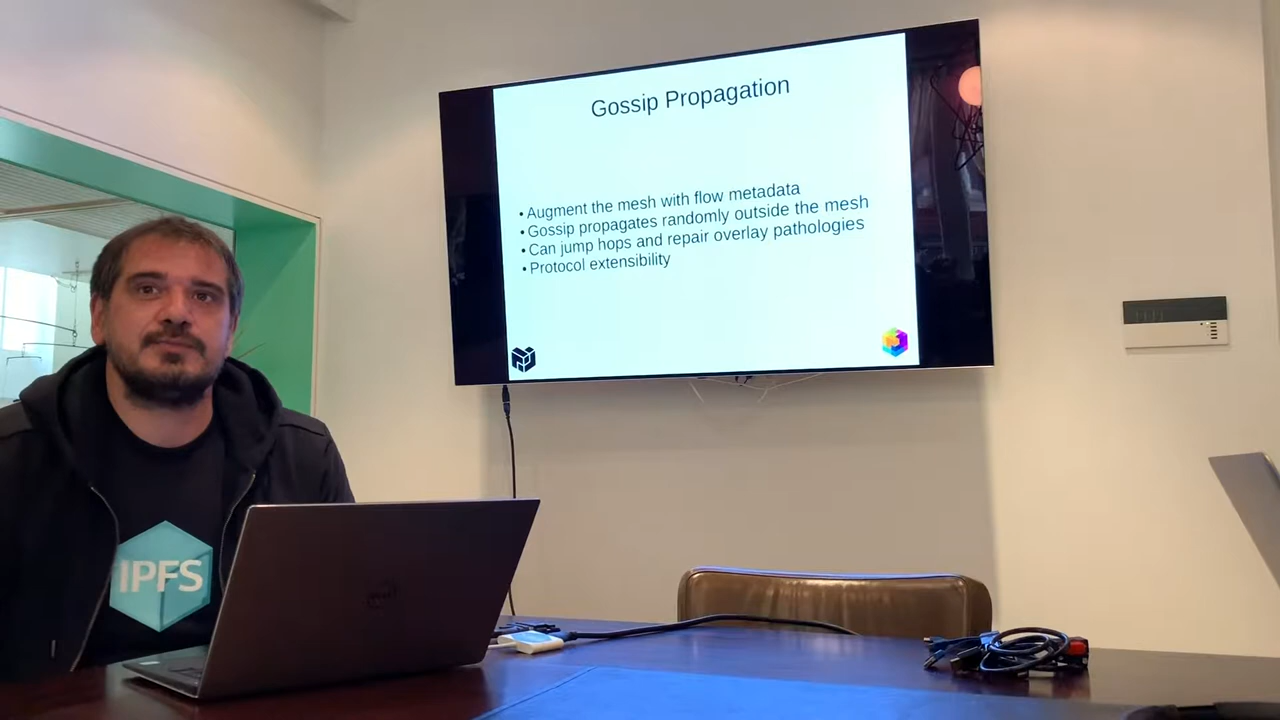 Gossip Propagation
• Augment the mesh with flow metadata
• Gossip propagates randomly outside the mesh
• Can jump hops and repair overlay pathologies
• Protocol extensibility
IPFS
DELL